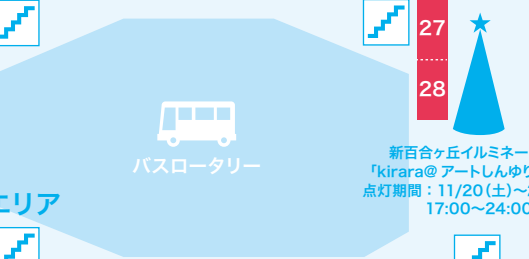 27
28
バスロータリー
エリア
新百合ヶ丘イルミネー
「kirara@アートしんゆり
点灯期間：11/20（土）～
17:00～24:00